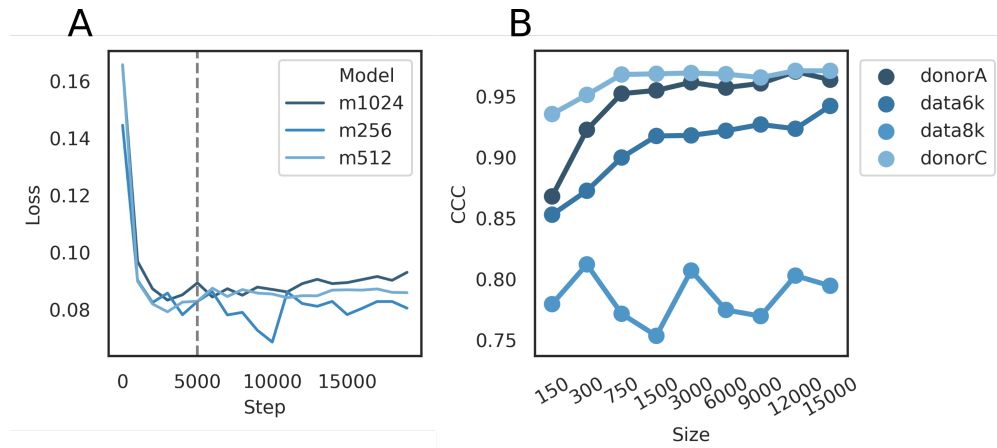 A
0.16
0.14
0.12
0.10
0.08
Loss
0
5000
10000
15000
Step
Model
m1024
m256
m512
B
0.95
0.90
0.85
0.80
0.75
CCC
150
300
750
1500
3000
6000
9000
12000
15000
Size
donorA
data6k
data8k
donorC